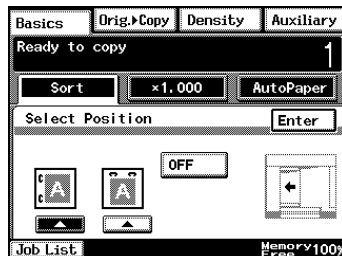 Basics Orig.▸Copy Density Auxiliary
Ready to copy 1
Sort ×1.000 AutoPaper
Select Position Enter
A A OFF
Job List Memory Free 100%